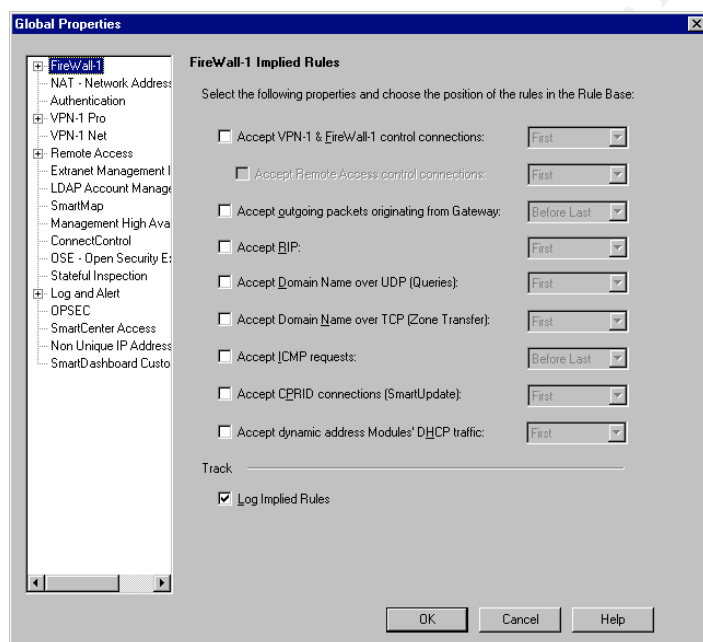 Global Properties
FireWall-1
NAT - Network Address
Authentication
VPN-1 Pro
VPN-1 Net
Remote Access
Extranet Management I
LDAP Account Manage
SmartMap
Management High Ava
ConnectControl
OSE - Open Security E
Stateful Inspection
Log and Alert
OPSEC
SmartCenter Access
Non Unique IP Address
SmartDashboard Custo
FireWall-1 Implied Rules
Select the following properties and choose the position of the rules in the Rule Base:
Accept VPN-1 & FireWall-1 control connections: First
Accept Remote Access control connections: First
Accept outgoing packets originating from Gateway: Before Last
Accept RIP: First
Accept Domain Name over UDP (Queries): First
Accept Domain Name over TCP (Zone Transfer): First
Accept ICMP requests: Before Last
Accept CPRID connections (SmartUpdate): First
Accept dynamic address Modules' DHCP traffic: First
Track
Log Implied Rules
OK Cancel Help